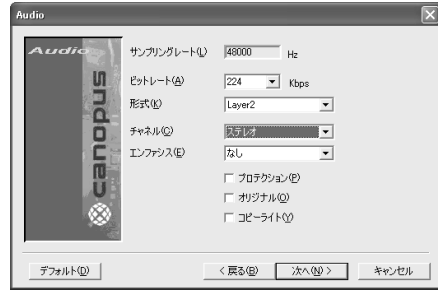 Audio
Audio
canopus
サンプリングレート(L) 48000 Hz
ビットレート(A) 224 Kbps
形式(K) Layer2
チャネル(C) ステレオ
エンファシス(E) なし
プロテクション(P)
オリジナル(O)
コピーライト(Y)
デフォルト(D) < 戻る(B) 次へ(N) > キャンセル